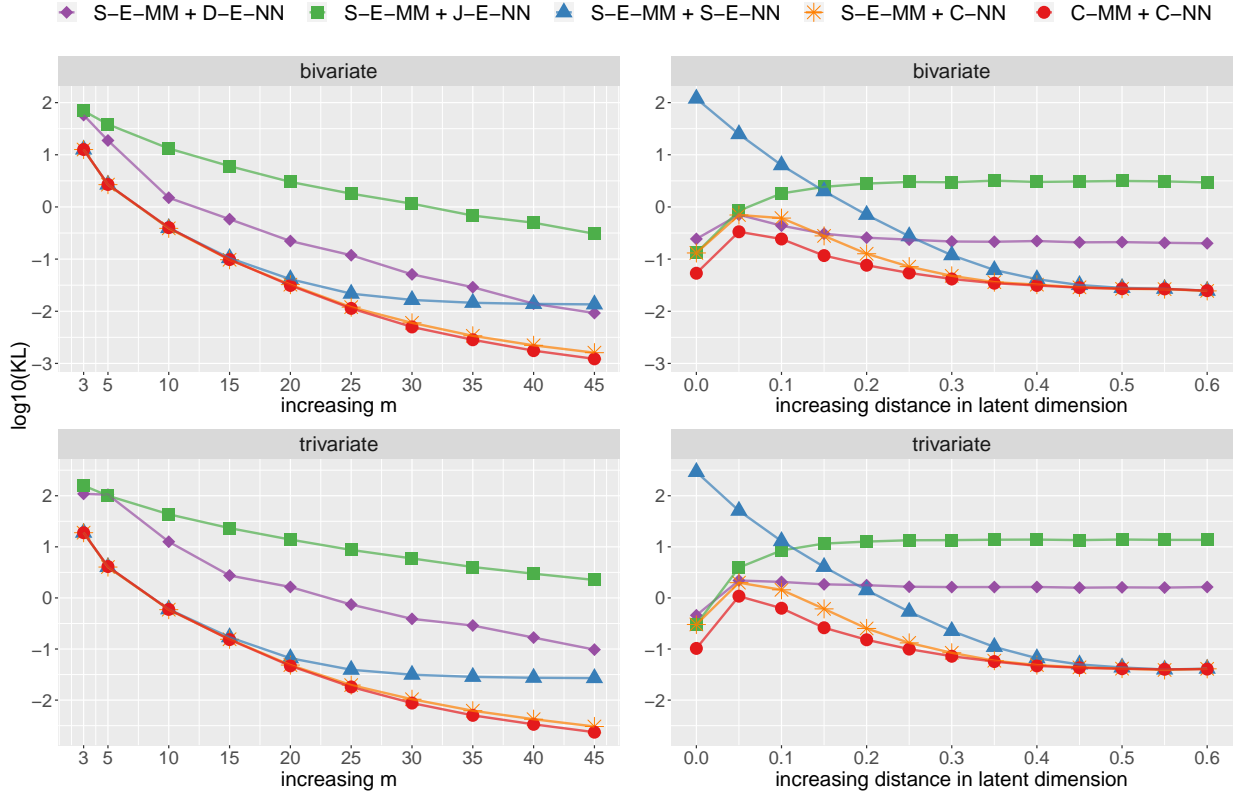 S−E−MM + D−E−NN S−E−MM + J−E−NN S−E−MM + S−E−NN S−E−MM + C−NN C−MM + C−NN
log10(KL)
bivariate
2
1
0
−1
−2
−3
3 5 10 15 20 25 30 35 40 45
increasing m
bivariate
2
1
0
−1
−2
−3
0.0 0.1 0.2 0.3 0.4 0.5 0.6
increasing distance in latent dimension
trivariate
2
1
0
−1
−2
3 5 10 15 20 25 30 35 40 45
increasing m
trivariate
2
1
0
−1
−2
0.0 0.1 0.2 0.3 0.4 0.5 0.6
increasing distance in latent dimension